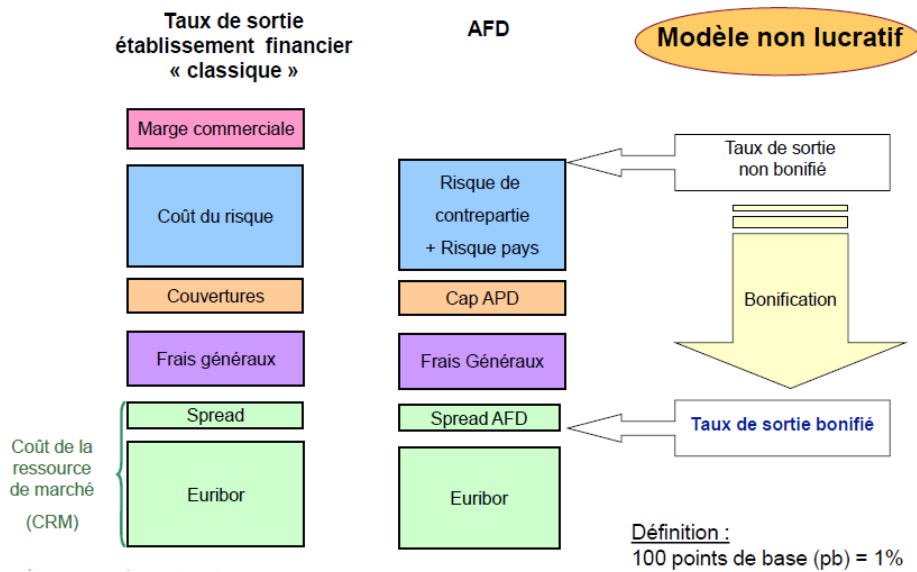 Taux de sortie
établissement financier
« classique »
AFD
Modèle non lucratif
Marge commerciale
Coût du risque
Couvertures
Frais généraux
Spread
Euribor
Coût de la
ressource
de marché
(CRM)
Risque de
contrepartie
+ Risque pays
Cap APD
Frais Généraux
Spread AFD
Euribor
Taux de sortie
non bonifié
Bonification
Taux de sortie bonifié
Définition :
100 points de base (pb) = 1%